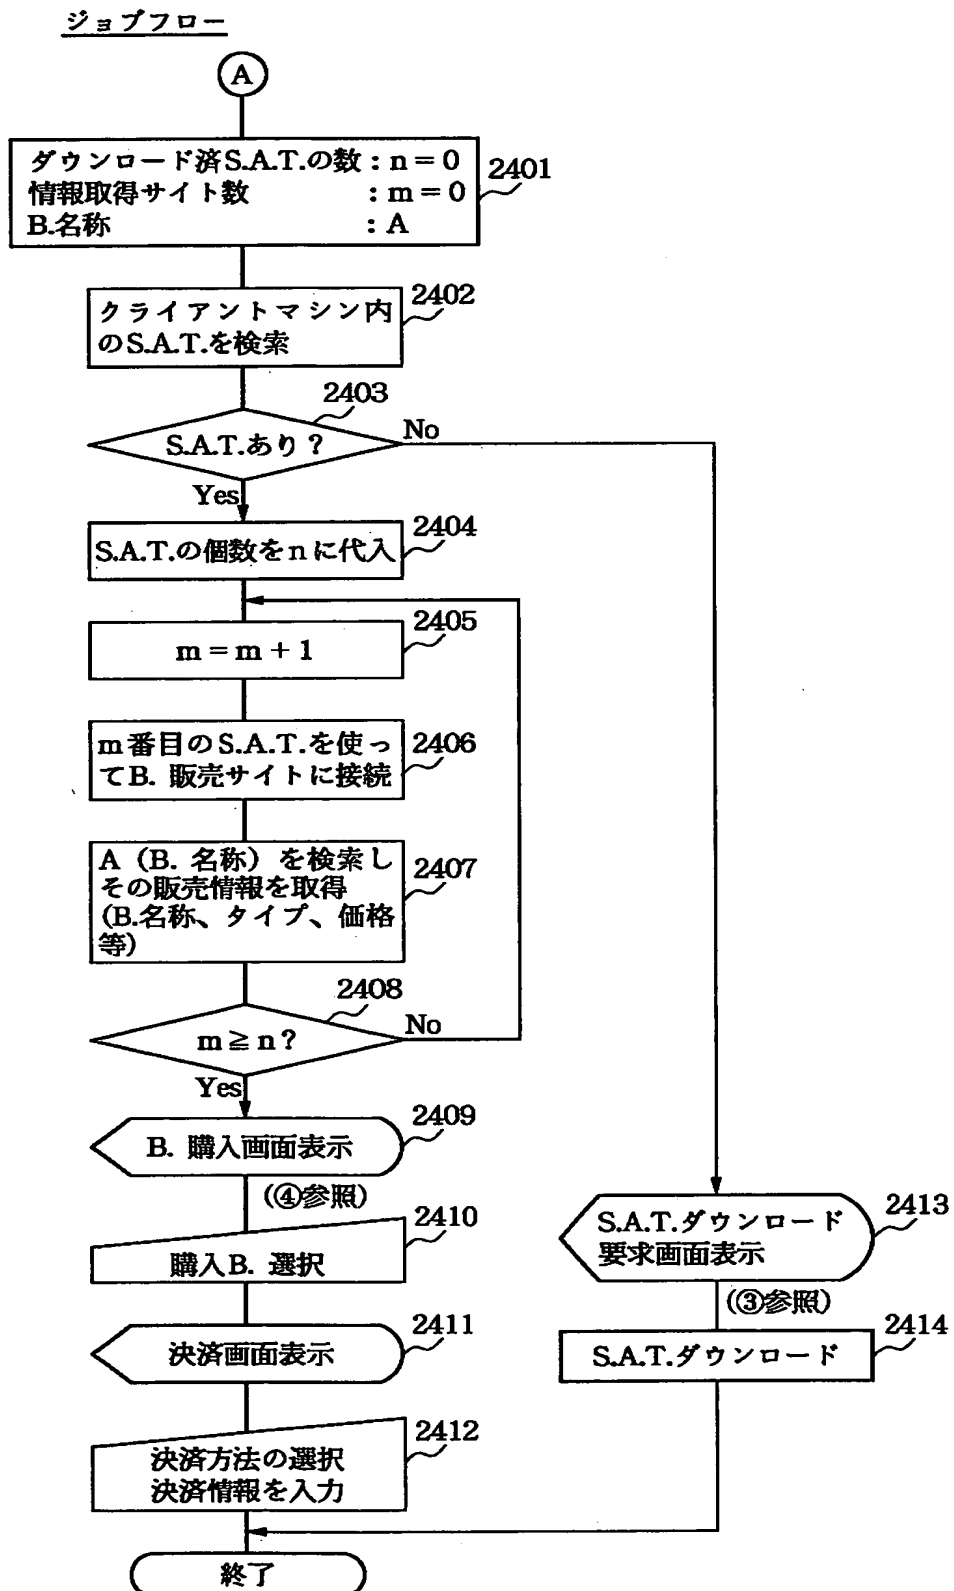 ジョブフロー
A
ダウンロード済S.A.T.の数:n=0
情報取得サイト数 :m=0
B.名称 :A
2401
クライアントマシン内
のS.A.T.を検索
2402
2403
S.A.T.あり?
No
Yes
S.A.T.の個数をnに代入
2404
2405
m=m+1
m番目のS.A.T.を使っ
てB. 販売サイトに接続
2406
A(B. 名称)を検索し
その販売情報を取得
(B.名称、タイプ、価格
等)
2407
2408
m≧n?
No
Yes
2409
B. 購入画面表示
(④参照)
2410
購入B. 選択
2411
決済画面表示
2412
決済方法の選択
決済情報を入力
2413
S.A.T.ダウンロード
要求画面表示
(③参照)
2414
S.A.T.ダウンロード
終了